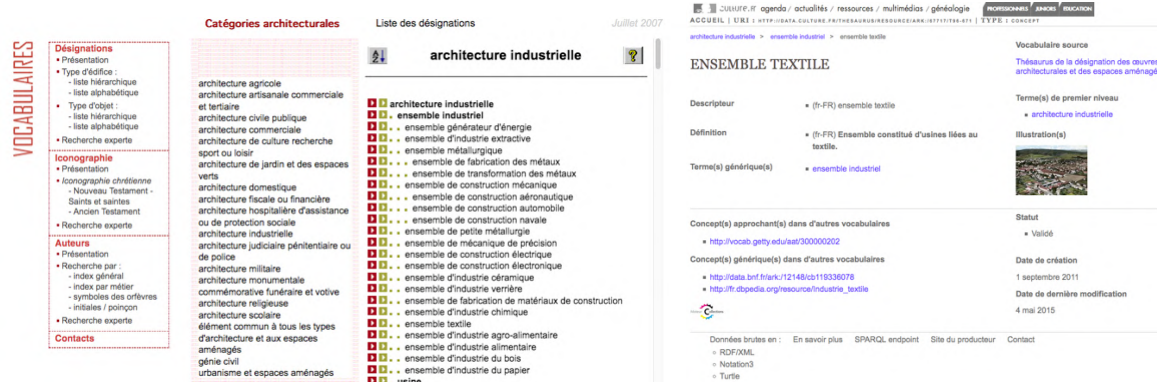 Catégories architecturales
Liste des désignations
Juillet 2007
VOCABULAIRES
Désignations
Présentation
Type d'édifice :
- liste hiérarchique
- liste alphabétique
Type d'objet :
- liste hiérarchique
- liste alphabétique
Recherche experte
Iconographie
Présentation
Iconographie chrétienne
- Nouveau Testament -
Saints et saintes
- Ancien Testament
Recherche experte
Auteurs
Présentation
Recherche par :
- index général
- index par métier
- symboles des orfèvres
- initiales / poinçon
Recherche experte
Contacts
architecture agricole
architecture artisanale commerciale
et tertiaire
architecture civile publique
architecture commerciale
architecture de culture recherche
sport ou loisir
architecture de jardin et des espaces
verts
architecture domestique
architecture fiscale ou financière
architecture hospitalière d'assistance
ou de protection sociale
architecture industrielle
architecture judiciaire pénitentiaire ou
de police
architecture militaire
architecture monumentale
commémorative funéraire et votive
architecture religieuse
architecture scolaire
élément commun à tous les types
d'architecture et aux espaces
aménagés
génie civil
urbanisme et espaces aménagés
architecture industrielle
architecture industrielle
. ensemble industriel
. . ensemble générateur d'énergie
. . ensemble d'industrie extractive
. . ensemble métallurgique
. . . ensemble de fabrication des métaux
. . . ensemble de transformation des métaux
. . ensemble de construction mécanique
. . ensemble de construction aéronautique
. . ensemble de construction automobile
. . ensemble de construction navale
. . ensemble de petite métallurgie
. . ensemble de mécanique de précision
. . ensemble de construction électrique
. . ensemble de construction électronique
. . ensemble d'industrie céramique
. . ensemble d'industrie verrière
. . ensemble de fabrication de matériaux de construction
. . ensemble d'industrie chimique
. . ensemble textile
. . ensemble d'industrie agro-alimentaire
. . ensemble d'industrie alimentaire
. . ensemble d'industrie du bois
. . ensemble d'industrie du papier
. usine
culture.fr agenda / actualités / ressources / multimédias / généalogie PROFESSIONNELS JUNIORS EDUCATION
ACCUEIL | URI : HTTP://DATA.CULTURE.FR/THESAURUS/RESOURCE/ARK:/67717/T96-671 | TYPE : CONCEPT
architecture industrielle > ensemble industriel > ensemble textile
ENSEMBLE TEXTILE
Descripteur
(fr-FR) ensemble textile
Définition
(fr-FR) Ensemble constitué d'usines liées au
textile.
Terme(s) générique(s)
ensemble industriel
Concept(s) approchant(s) dans d'autres vocabulaires
http://vocab.getty.edu/aat/300000202
Concept(s) générique(s) dans d'autres vocabulaires
http://data.bnf.fr/ark:/12148/cb119336078
http://fr.dbpedia.org/resource/Industrie_textile
Vocabulaire source
Thésaurus de la désignation des œuvres
architecturales et des espaces aménagé
Terme(s) de premier niveau
architecture industrielle
Illustration(s)
Statut
Validé
Date de création
1 septembre 2011
Date de dernière modification
4 mai 2015
Données brutes en : En savoir plus SPARQL endpoint Site du producteur Contact
RDF/XML
Notation3
Turtle